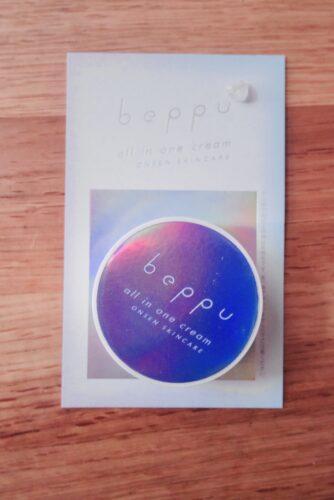 beppu
all in one cream
ONSEN SKINCARE
beppu
all in one cream
ONSEN SKINCARE